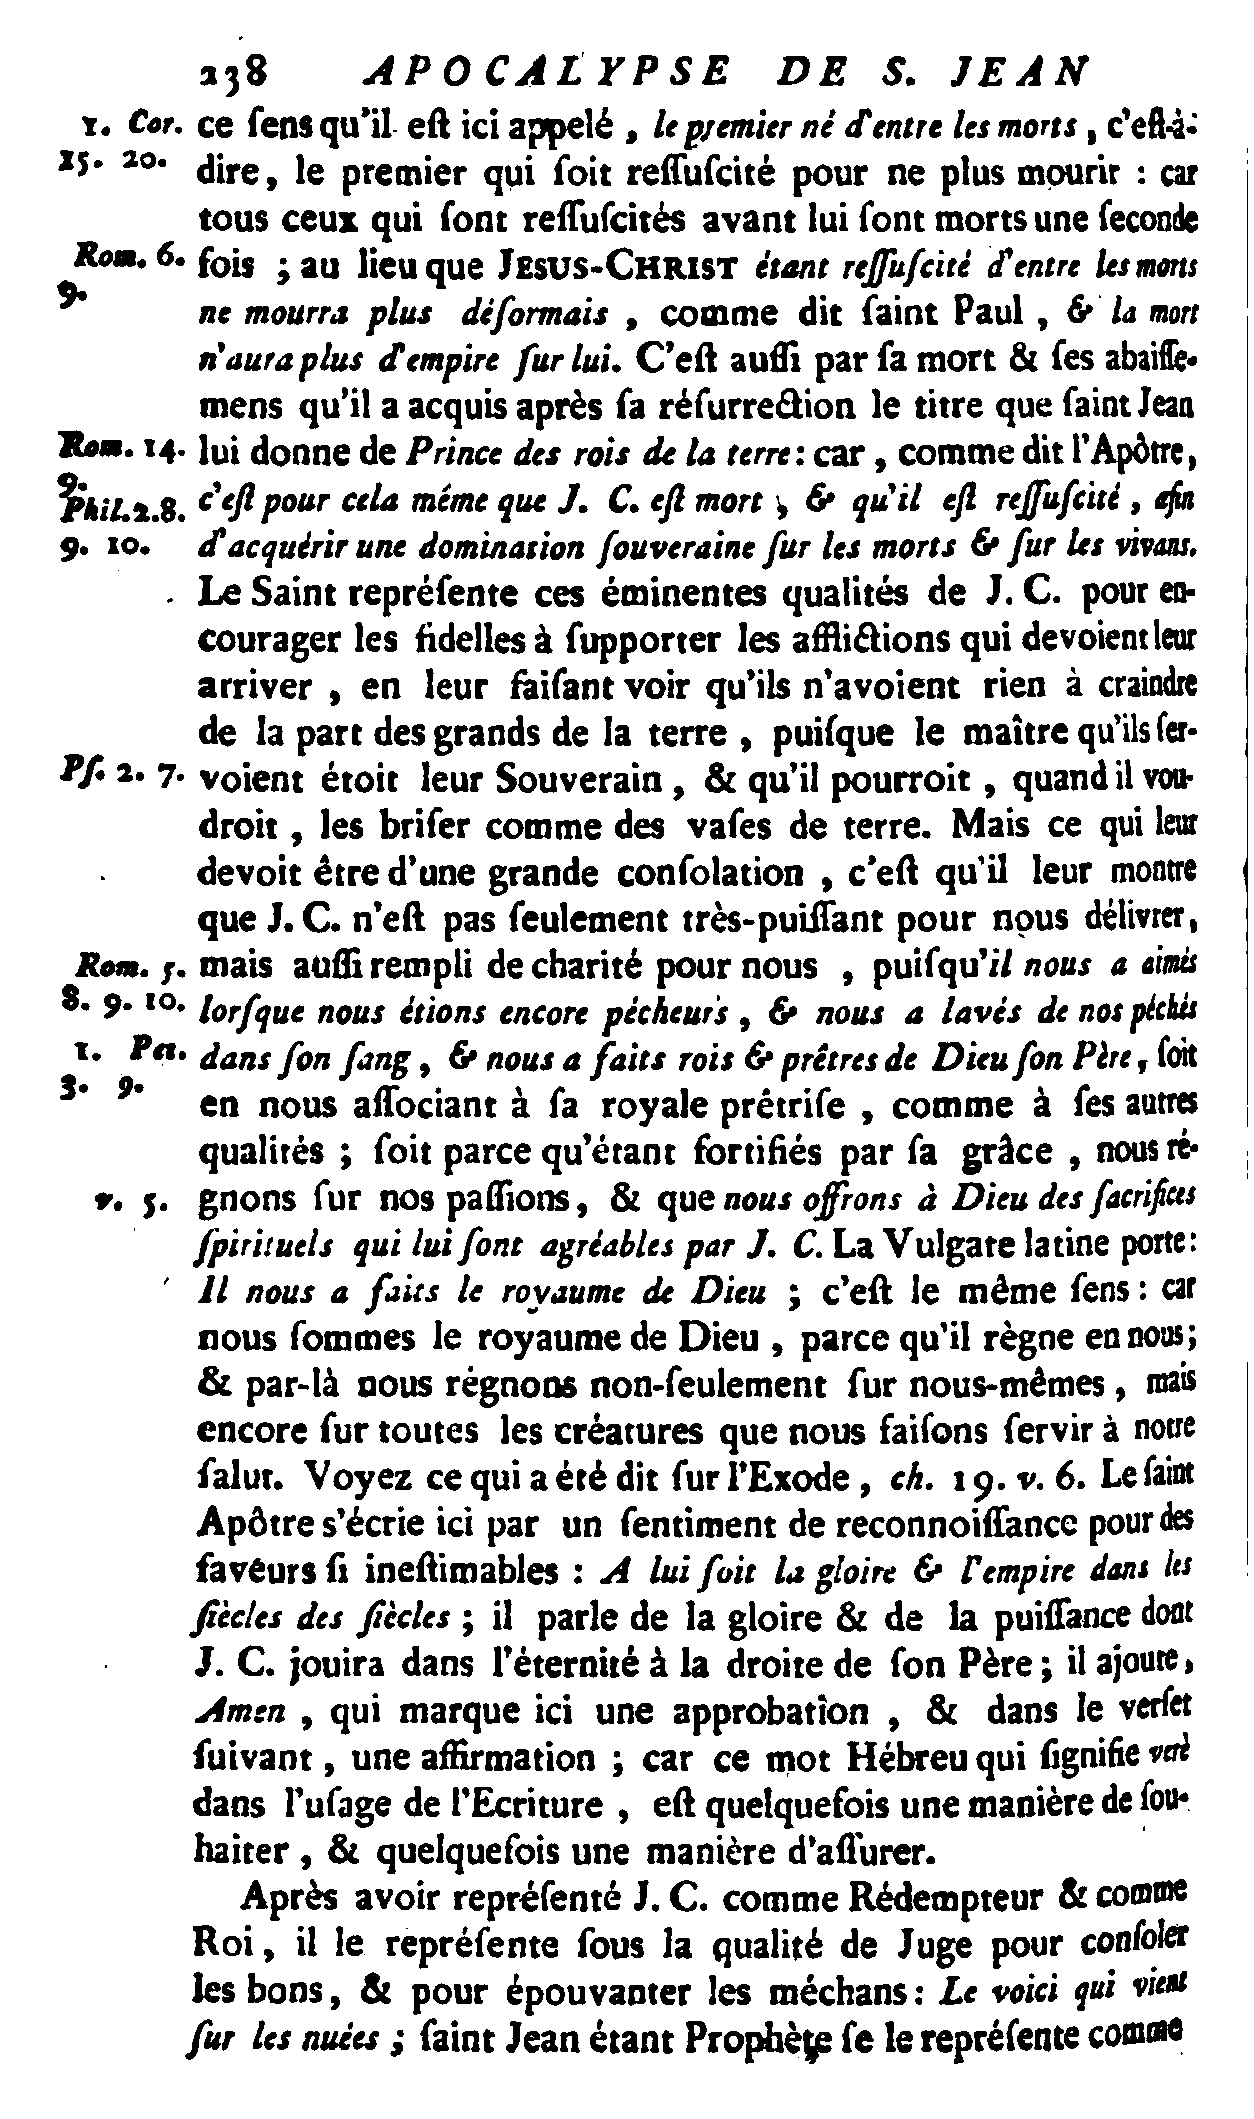 238 APOCALYPSE DE S. JEAN
1. Cor. ce ſens qu'il eſt ici appelé, le premier né d'entre les morts, c'eſt-à-
15. 20. dire, le premier qui ſoit reſſuſcité pour ne plus mourir : car
tous ceux qui ſont reſſuſcités avant lui ſont morts une ſeconde
Rom. 6. fois ; au lieu que JESUS-CHRIST étant reſſuſcité d'entre les morts
9.
ne mourra plus déſormais, comme dit ſaint Paul, & la mort
n'aura plus d'empire ſur lui. C'eſt auſſi par ſa mort & ſes abaiſſe-
mens qu'il a acquis après ſa réſurrection le titre que ſaint Jean
Rom. 14. lui donne de Prince des rois de la terre : car, comme dit l'Apôtre,
9.
Phil. 2. 8. c'eſt pour cela même que J. C. eſt mort, & qu'il eſt reſſuſcité, afin
9. 10. d'acquérir une domination ſouveraine ſur les morts & ſur les vivans.
Le Saint repréſente ces éminentes qualités de J. C. pour en-
courager les fidelles à ſupporter les afflictions qui devoient leur
arriver, en leur faiſant voir qu'ils n'avoient rien à craindre
de la part des grands de la terre, puiſque le maître qu'ils ſer-
Pſ. 2. 7. voient étoit leur Souverain, & qu'il pourroit, quand il vou-
droit, les briſer comme des vaſes de terre. Mais ce qui leur
devoit être d'une grande conſolation, c'eſt qu'il leur montre
que J. C. n'eſt pas ſeulement très-puiſſant pour nous délivrer,
Rom. 5. mais auſſi rempli de charité pour nous, puiſqu'il nous a aimés
8. 9. 10. lorſque nous étions encore pécheurs, & nous a lavés de nos péchés
1. Pet. dans ſon ſang, & nous a faits rois & prêtres de Dieu ſon Père, ſoit
3. 9. en nous aſſociant à ſa royale prêtriſe, comme à ſes autres
qualités ; ſoit parce qu'étant fortifiés par ſa grâce, nous ré-
v. 5. gnons ſur nos paſſions, & que nous offrons à Dieu des ſacrifices
ſpirituels qui lui ſont agréables par J. C. La Vulgate latine porte :
Il nous a faits le royaume de Dieu ; c'eſt le même ſens : car
nous ſommes le royaume de Dieu, parce qu'il règne en nous ;
& par-là nous régnons non-ſeulement ſur nous-mêmes, mais
encore ſur toutes les créatures que nous faiſons ſervir à notre
ſalut. Voyez ce qui a été dit ſur l'Exode, ch. 19. v. 6. Le ſaint
Apôtre s'écrie ici par un ſentiment de reconnoiſſance pour des
faveurs ſi ineſtimables : A lui ſoit la gloire & l'empire dans les
ſiècles des ſiècles ; il parle de la gloire & de la puiſſance dont
J. C. jouira dans l'éternité à la droite de ſon Père ; il ajoute,
Amen, qui marque ici une approbation, & dans le verſet
ſuivant, une affirmation ; car ce mot Hébreu qui ſignifie verè
dans l'uſage de l'Ecriture, eſt quelquefois une manière de ſou-
haiter, & quelquefois une manière d'aſſurer.
Après avoir repréſenté J. C. comme Rédempteur & comme
Roi, il le repréſente ſous la qualité de Juge pour conſoler
les bons, & pour épouvanter les méchans : Le voici qui vient
ſur les nuées ; ſaint Jean étant Prophète ſe le repréſente comme